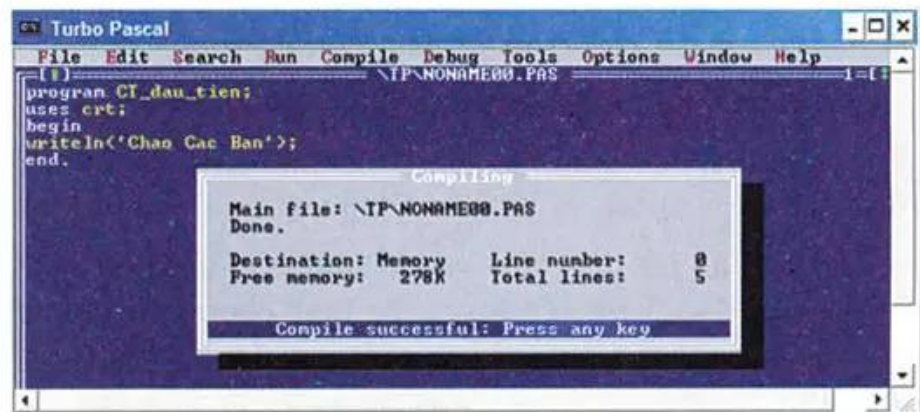 Turbo Pascal
File Edit Search Run Compile Debug Tools Options Window Help
\TP\NONAME00.PAS 1
program CT_dau_tien;
uses crt;
begin
writeln('Chao Cac Ban');
end.
Compiling
Main file: \TP\NONAME00.PAS
Done.
Destination: Memory Line number: 0
Free memory: 278K Total lines: 5
Compile successful: Press any key